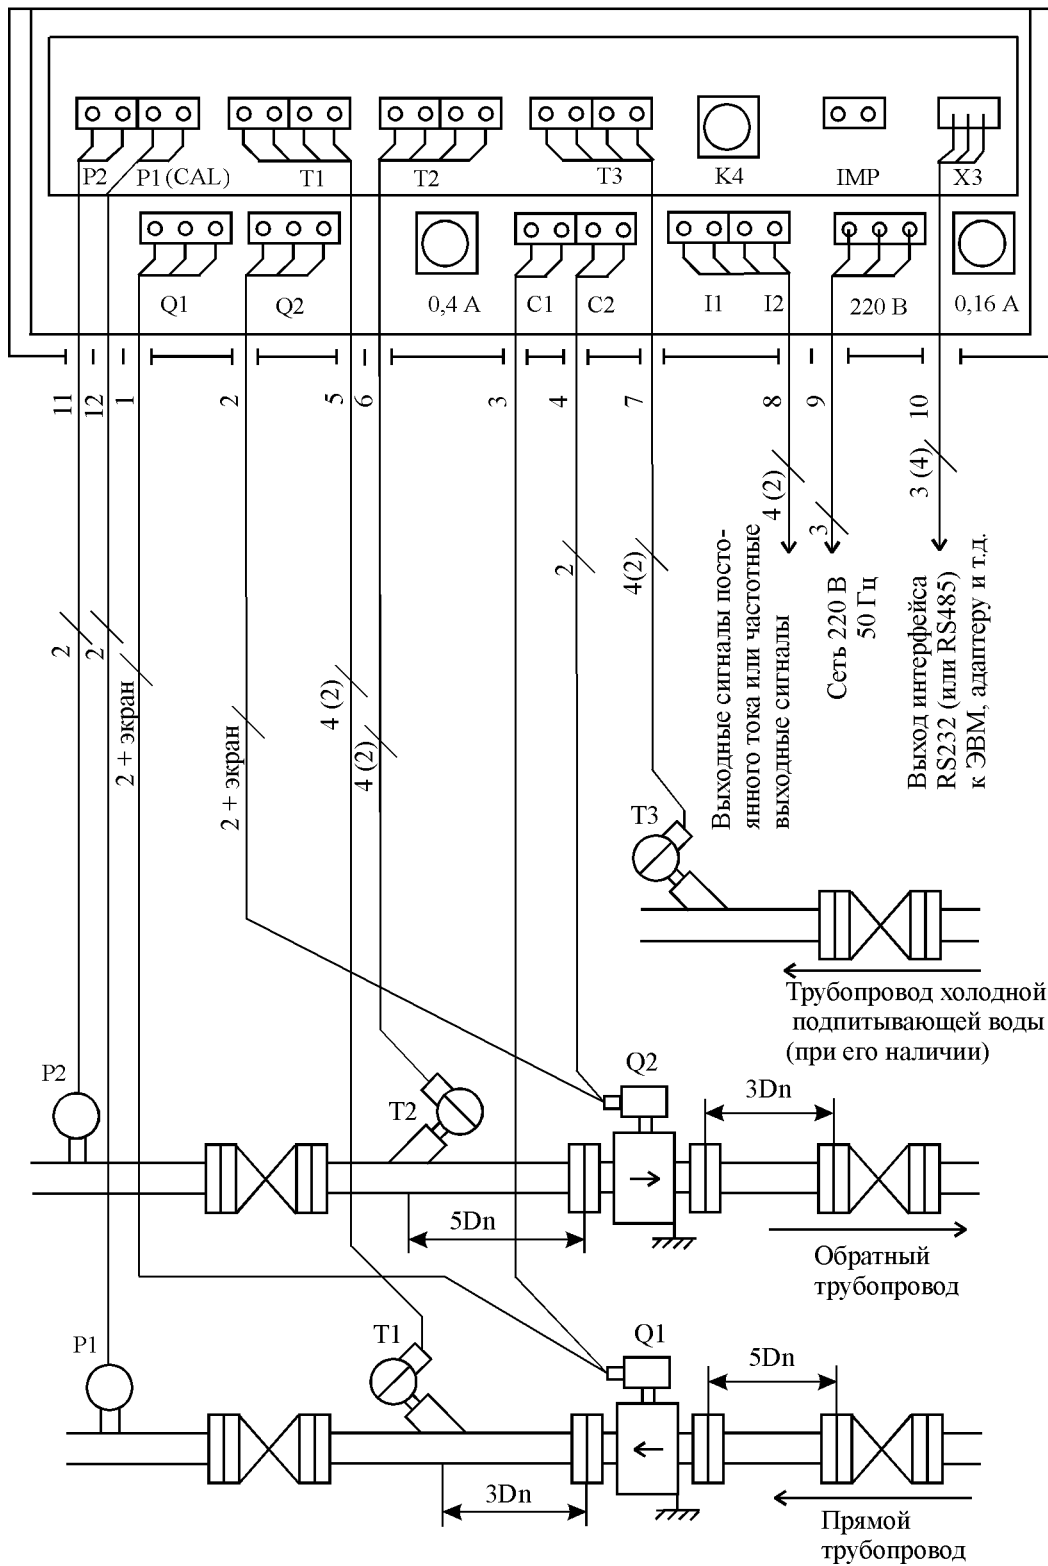 P2
P1 (CAL)
T1
T2
T3
K4
IMP
X3
Q1
Q2
0,4 А
C1
C2
I1
I2
220 В
0,16 А
11
12
1
2
5
6
3
4
7
8
9
10
2
2
2 + экран
2 + экран
4 (2)
4 (2)
2
4(2)
4 (2)
3
3 (4)
Выходные сигналы посто-
янного тока или частотные
выходные сигналы
Сеть 220 В
50 Гц
Выход интерфейса
RS232 (или RS485)
к ЭВМ, адаптеру и т.д.
T3
Трубопровод холодной
подпитывающей воды
(при его наличии)
P2
T2
Q2
3Dn
5Dn
Обратный
трубопровод
P1
T1
Q1
5Dn
3Dn
Прямой
трубопровод